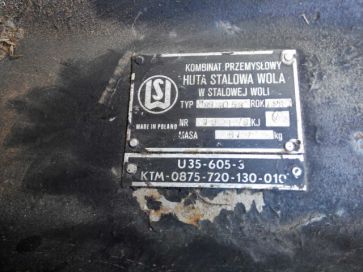 KOMBINAT PRZEMYSŁOWY
HUTA STALOWA WOLA
W STALOWEJ WOLI
TYP ROK
NR KJ
MASA kg
HSW
MADE IN POLAND
U35-605-3
KTM-0875-720-130-010